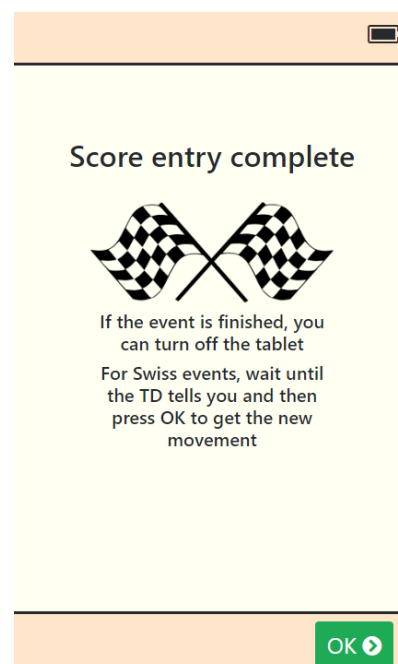 Score entry complete
If the event is finished, you
can turn off the tablet
For Swiss events, wait until
the TD tells you and then
press OK to get the new
movement
OK